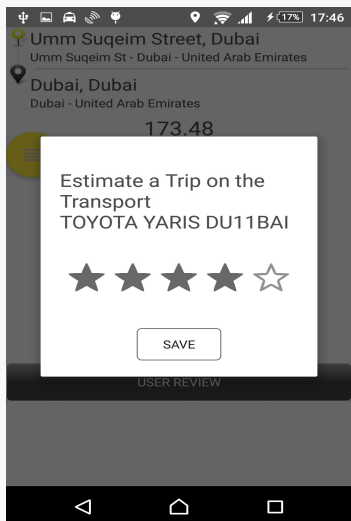 17% 17:46
Umm Suqeim Street, Dubai
Umm Suqeim St - Dubai - United Arab Emirates
Dubai, Dubai
Dubai - United Arab Emirates
173.48
Estimate a Trip on the
Transport
TOYOTA YARIS DU11BAI
SAVE
USER REVIEW